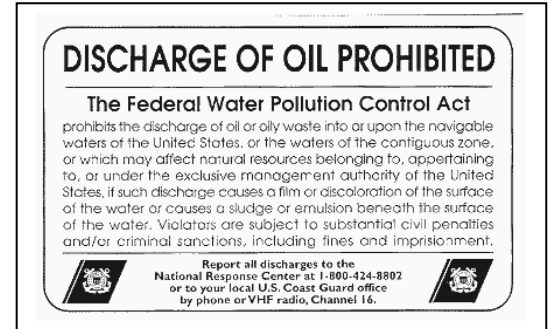 DISCHARGE OF OIL PROHIBITED
The Federal Water Pollution Control Act
prohibits the discharge of oil or oily waste into or upon the navigable
waters of the United States, or the waters of the contiguous zone,
or which may affect natural resources belonging to, appertaining
to, or under the exclusive management authority of the United
States, if such discharge causes a film or discoloration of the surface
of the water or causes a sludge or emulsion beneath the surface
of the water. Violators are subject to substantial civil penalties
and/or criminal sanctions, including fines and imprisionment.
Report all discharges to the
National Response Center at 1-800-424-8802
or to your local U.S. Coast Guard office
by phone or VHF radio, Channel 16.